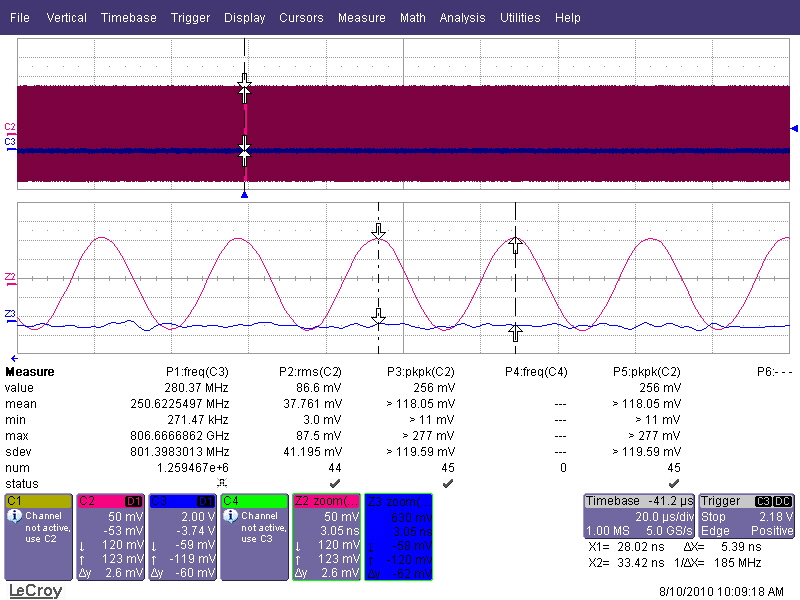 File Vertical Timebase Trigger Display Cursors Measure Math Analysis Utilities Help
C2
C3
Z2
Z3
Measure P1:freq(C3) P2:rms(C2) P3:pkpk(C2) P4:freq(C4) P5:pkpk(C2) P6:- - -
value 280.37 MHz 86.6 mV 256 mV 256 mV
mean 250.6225497 MHz 37.761 mV > 118.05 mV --- > 118.05 mV
min 271.47 kHz 3.0 mV > 11 mV --- > 11 mV
max 806.6666862 GHz 87.5 mV > 277 mV --- > 277 mV
sdev 801.3983013 MHz 41.195 mV > 119.59 mV --- > 119.59 mV
num 1.259467e+6 44 45 0 45
status
C1
Channel
not active,
use C2
C2 D1
50 mV
-53 mV
↓ 120 mV
↑ 123 mV
Δy 2.6 mV
C3 D1
2.00 V
-3.74 V
↓ -59 mV
↑ -119 mV
Δy -60 mV
C4
Channel
not active,
use C3
Z2 zoom(...
50 mV
3.05 ns
↓ 120 mV
↑ 123 mV
Δy 2.6 mV
Z3 zoom(
3.05 ns
↓ -58 mV
↑ -120 mV
Δy -62 mV
Timebase -41.2 µs
20.0 µs/div
1.00 MS 5.0 GS/s
Trigger C3 DC
Stop 2.18 V
Edge Positive
X1= 28.02 ns ΔX= 5.39 ns
X2= 33.42 ns 1/ΔX= 185 MHz
LeCroy
8/10/2010 10:09:18 AM